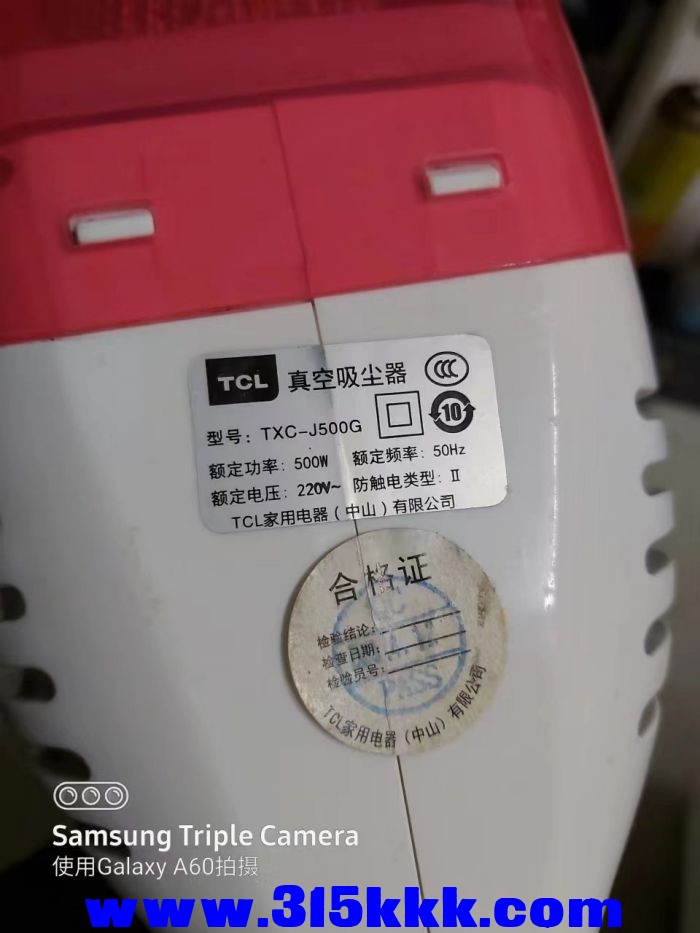 TCL 真空吸尘器
型号: TXC-J500G
10
额定功率: 500W 额定频率: 50Hz
额定电压: 220V~ 防触电类型: Ⅱ
TCL家用电器（中山）有限公司
合格证
检验结论:
检查日期:
检验员号:
PASS
TCL家用电器（中山）有限公司
Samsung Triple Camera
使用Galaxy A60拍摄
www.315kkk.com